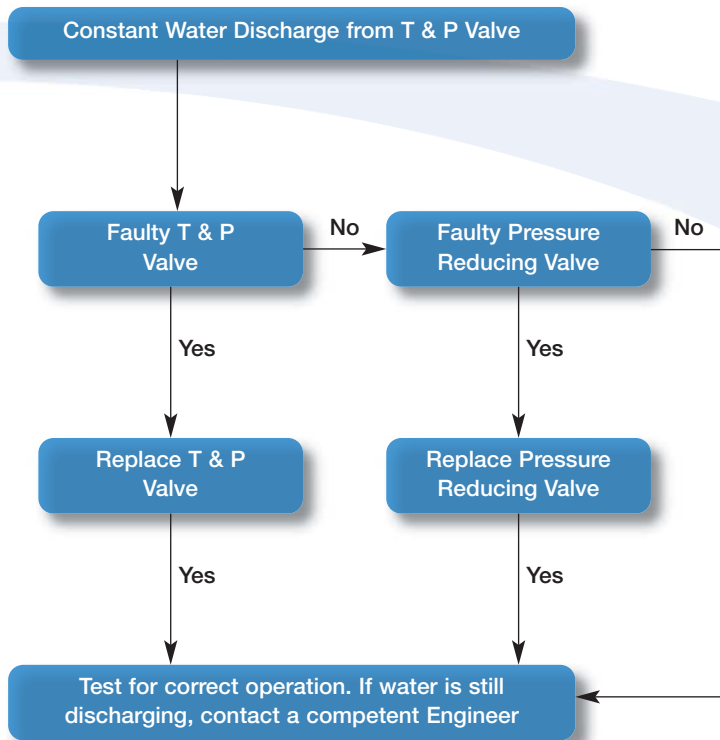 Constant Water Discharge from T & P Valve
Faulty T & P
Valve
No
Faulty Pressure
Reducing Valve
No
Yes
Yes
Replace T & P
Valve
Replace Pressure
Reducing Valve
Yes
Yes
Test for correct operation. If water is still
discharging, contact a competent Engineer